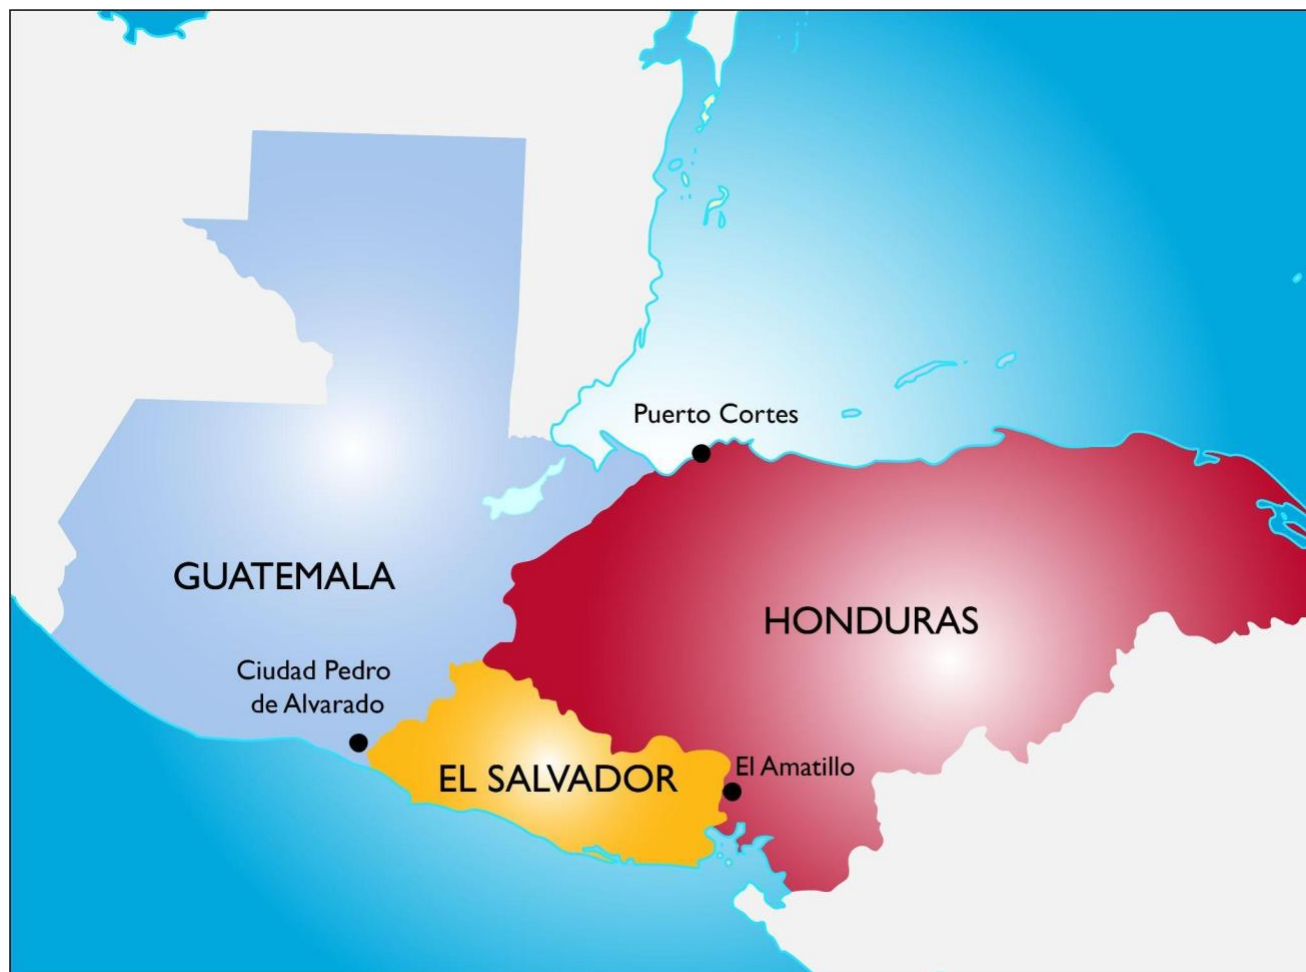 Puerto Cortes
GUATEMALA
HONDURAS
Ciudad Pedro
de Alvarado
El Amatillo
EL SALVADOR